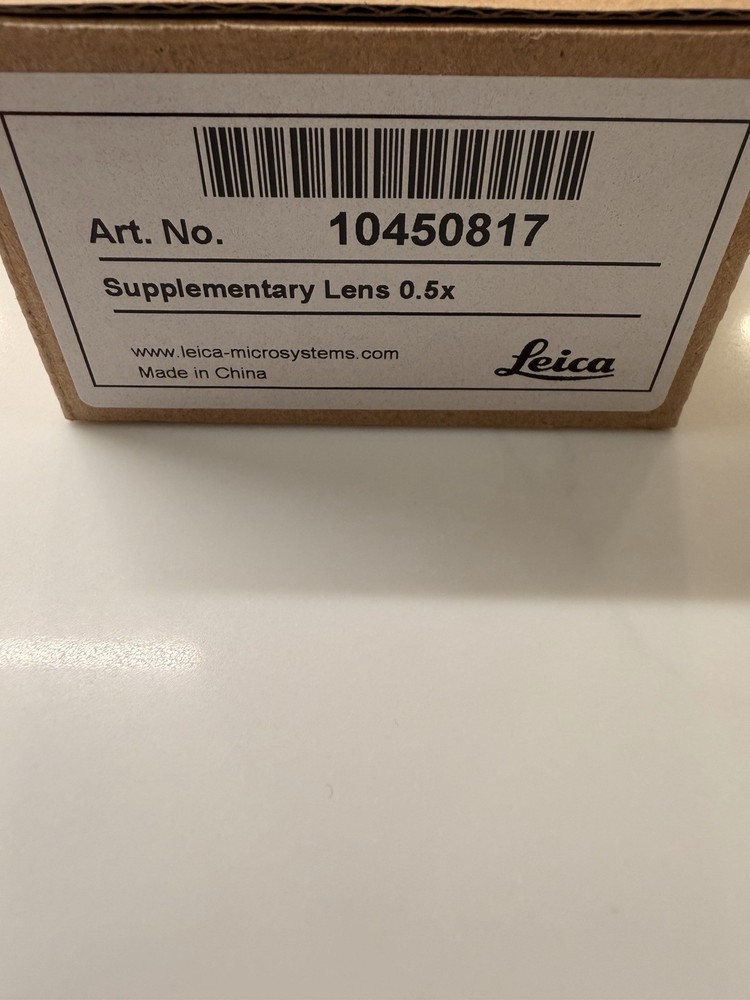 Art. No. 10450817
Supplementary Lens 0.5x
www.leica-microsystems.com
Made in China
Leica